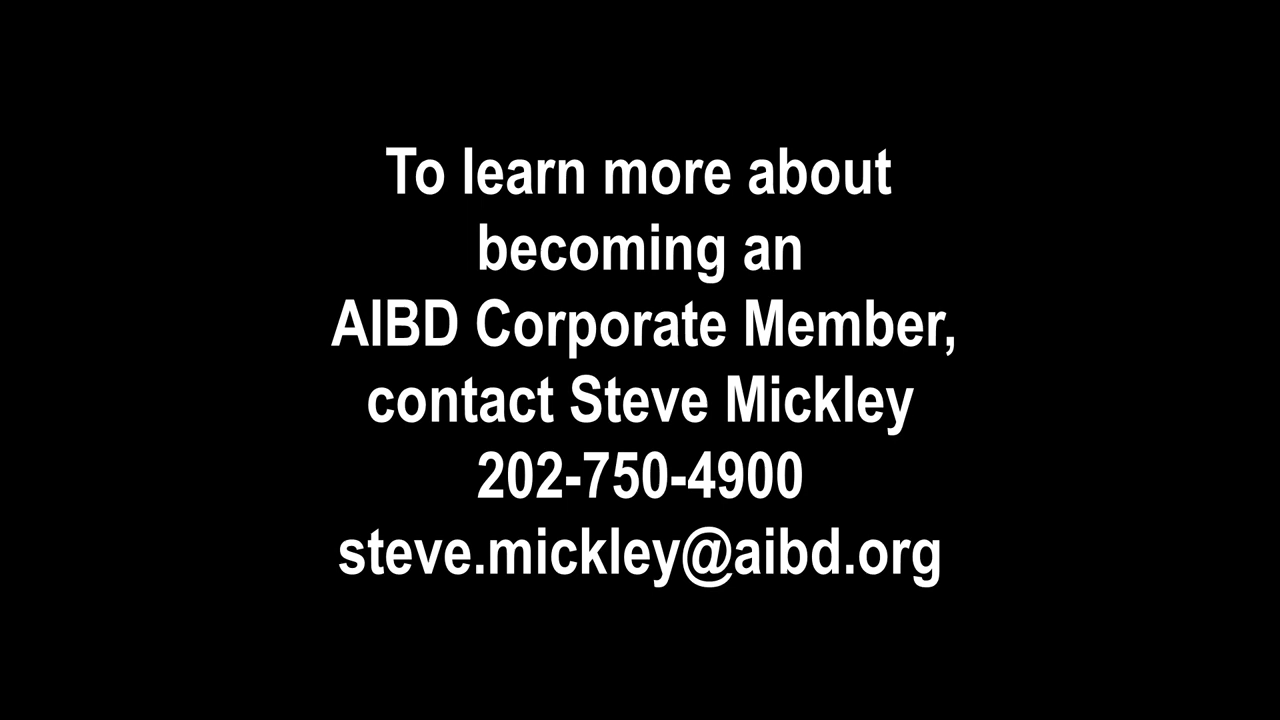 To learn more about
becoming an
AIBD Corporate Member,
contact Steve Mickley
202-750-4900
steve.mickley@aibd.org